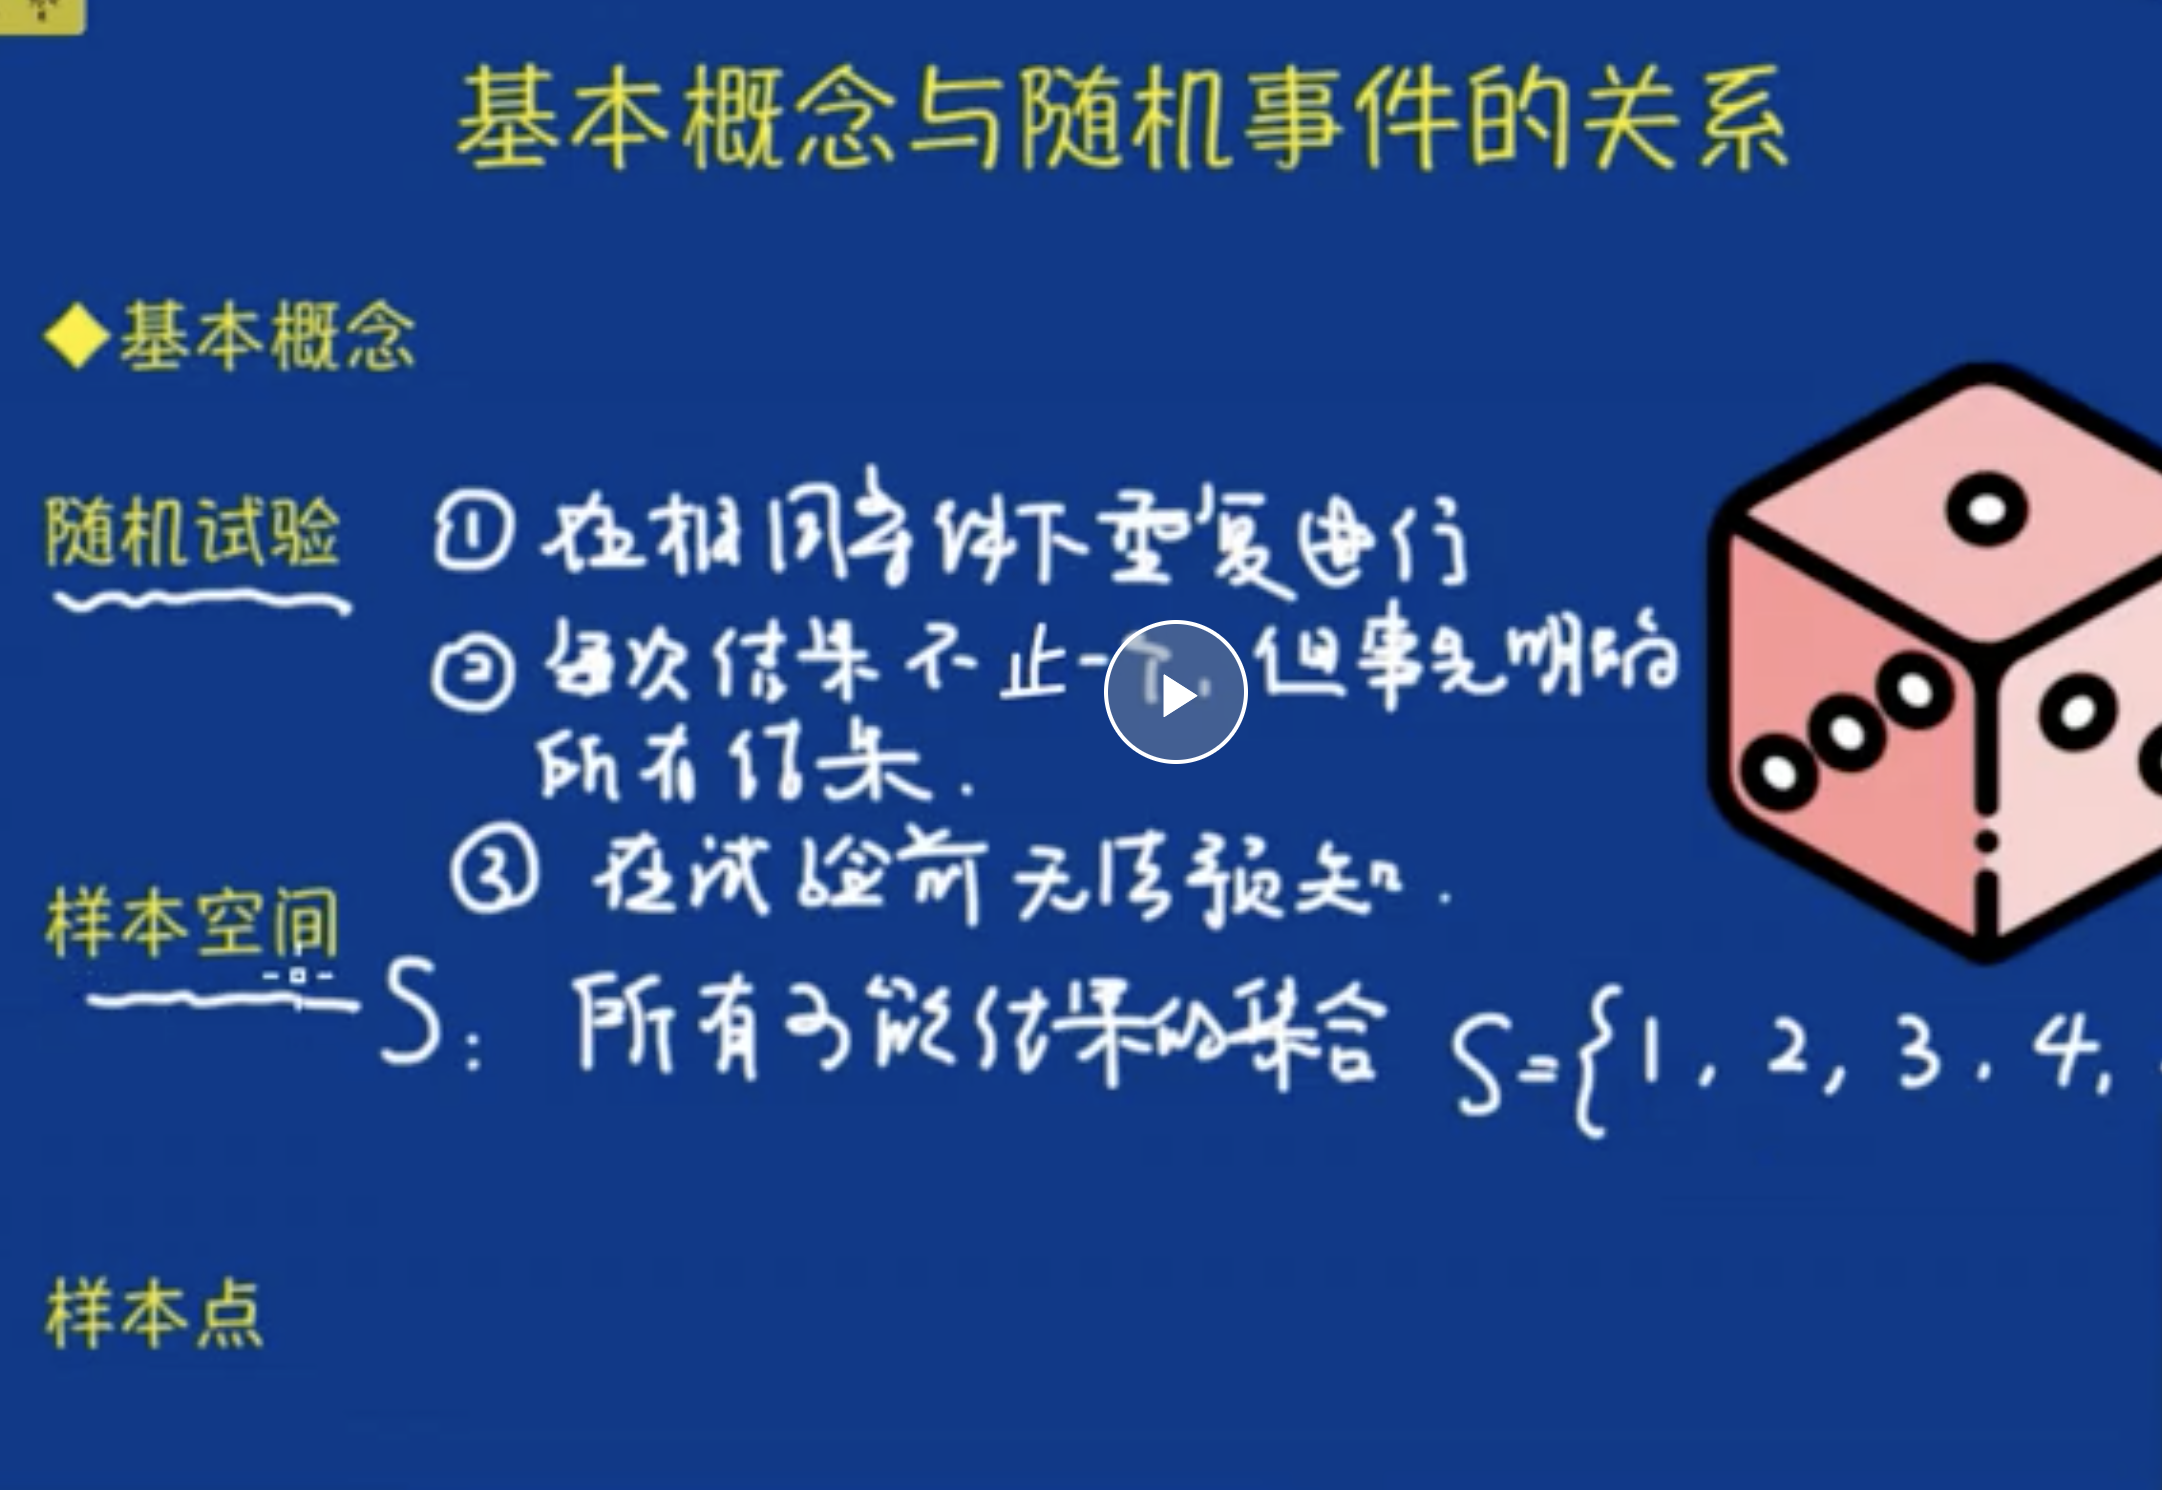 基本概念与随机事件的关系
◆基本概念
随机试验 ① 在相同条件下重复进行
② 每次结果不止一个, 但事先明确
所有结果.
③ 在试验前无法预知.
样本空间
S: 所有可能结果的集合 S={1, 2, 3, 4,
样本点